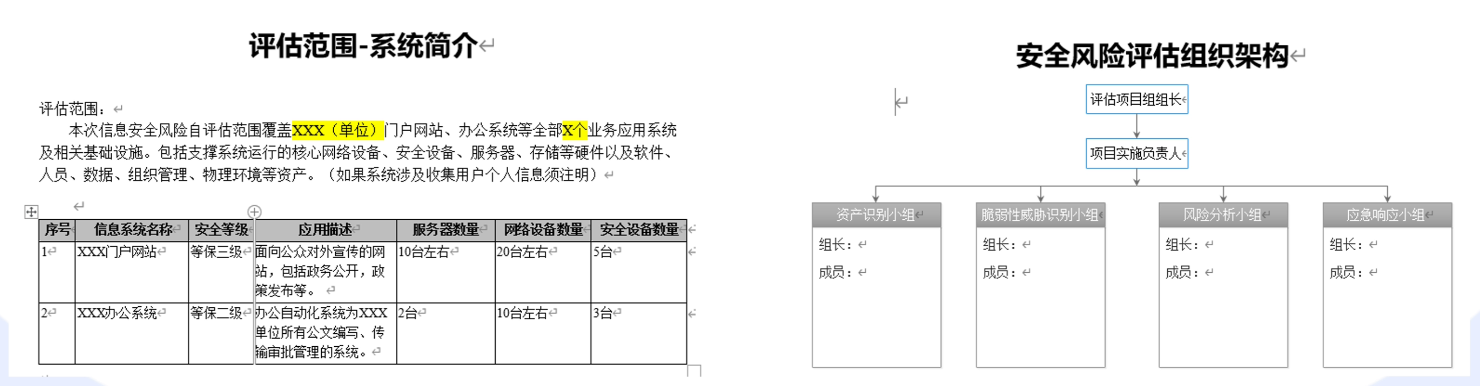 评估范围-系统简介
评估范围：
本次信息安全风险自评估范围覆盖XXX（单位）门户网站、办公系统等全部X个业务应用系统
及相关基础设施。包括支撑系统运行的核心网络设备、安全设备、服务器、存储等硬件以及软件、
人员、数据、组织管理、物理环境等资产。（如果系统涉及收集用户个人信息须注明）
序号 信息系统名称 安全等级 应用描述 服务器数量 网络设备数量 安全设备数量
1 XXX门户网站 等保三级 面向公众对外宣传的网 10台左右 20台左右 5台
站，包括政务公开，政
策发布等。
2 XXX办公系统 等保二级 办公自动化系统为XXX 2台 10台左右 3台
单位所有公文编写、传
输审批管理的系统。
安全风险评估组织架构
评估项目组组长
项目实施负责人
资产识别小组 脆弱性威胁识别小组 风险分析小组 应急响应小组
组长： 组长： 组长： 组长：
成员： 成员： 成员： 成员：